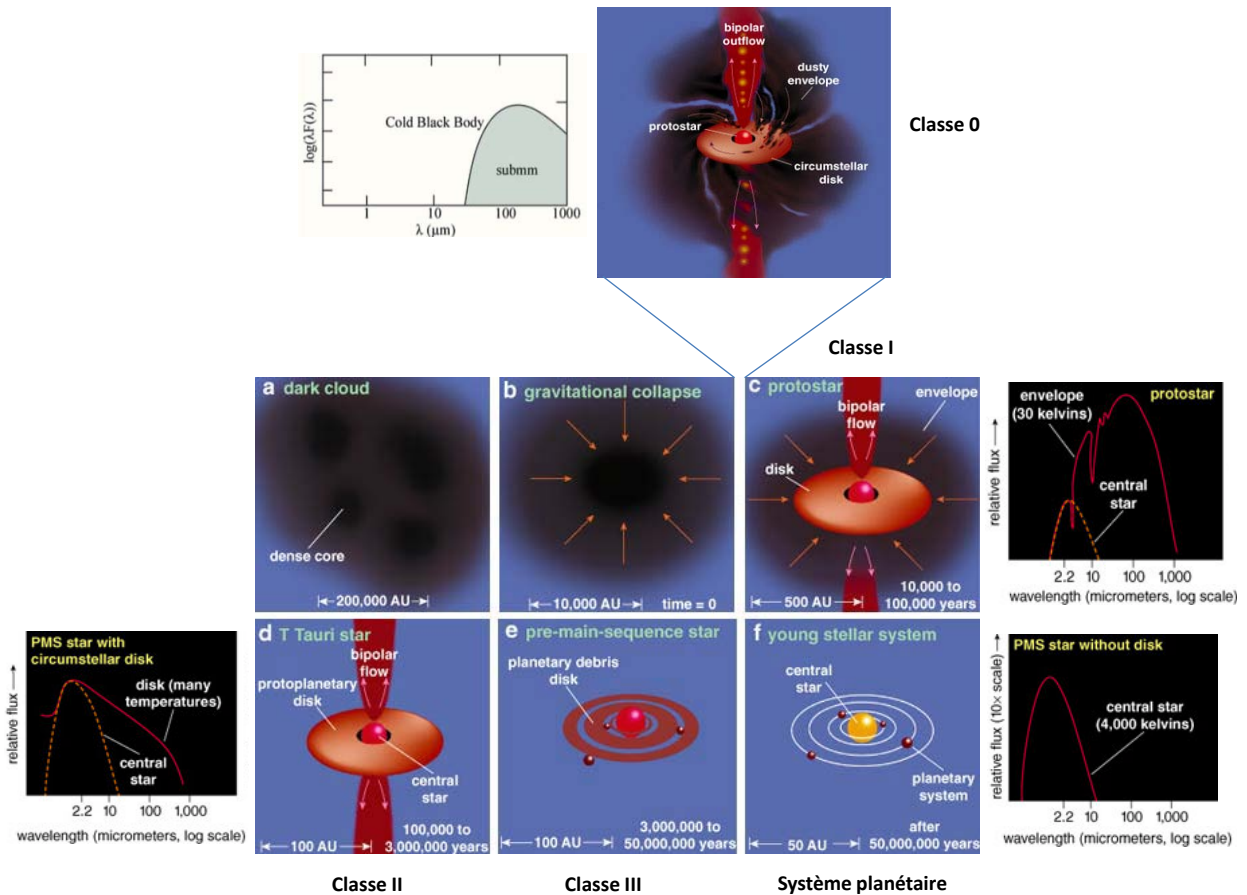 bipolar
outflow
dusty
envelope
protostar
circumstellar
disk
Classe 0
log(λF(λ))
Cold Black Body
submm
1
10
100
1000
λ (µm)
Classe I
a dark cloud
dense core
200,000 AU
b gravitational collapse
10,000 AU
time = 0
c protostar
bipolar
flow
envelope
disk
500 AU
10,000 to
100,000 years
envelope
(30 kelvins)
protostar
central
star
relative flux
2.2
10
100
1,000
wavelength (micrometers, log scale)
PMS star with
circumstellar disk
disk (many
temperatures)
central
star
relative flux
2.2
10
100
1,000
wavelength (micrometers, log scale)
d T Tauri star
bipolar
flow
protoplanetary
disk
central
star
100 AU
100,000 to
3,000,000 years
e pre-main-sequence star
planetary debris
disk
100 AU
3,000,000 to
50,000,000 years
f young stellar system
central
star
planetary
system
50 AU
after
50,000,000 years
PMS star without disk
central star
(4,000 kelvins)
relative flux (10× scale)
2.2
10
100
1,000
wavelength (micrometers, log scale)
Classe II
Classe III
Système planétaire